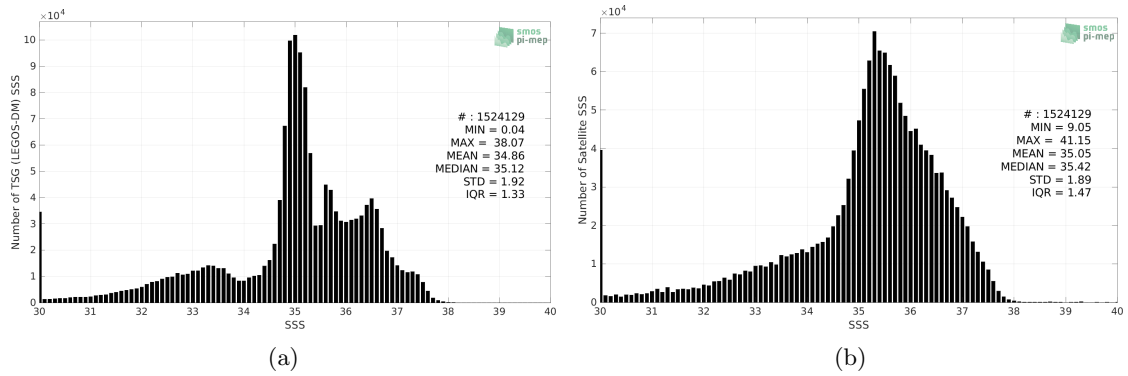 ×10⁴
10
9
8
7
6
5
4
3
2
1
0
Number of TSG (LEGOS-DM) SSS
30 31 32 33 34 35 36 37 38 39 40
SSS
smos
pi-mep
# : 1524129
MIN = 0.04
MAX = 38.07
MEAN = 34.86
MEDIAN = 35.12
STD = 1.92
IQR = 1.33
(a)
×10⁴
7
6
5
4
3
2
1
0
Number of Satellite SSS
30 31 32 33 34 35 36 37 38 39 40
SSS
smos
pi-mep
# : 1524129
MIN = 9.05
MAX = 41.15
MEAN = 35.05
MEDIAN = 35.42
STD = 1.89
IQR = 1.47
(b)